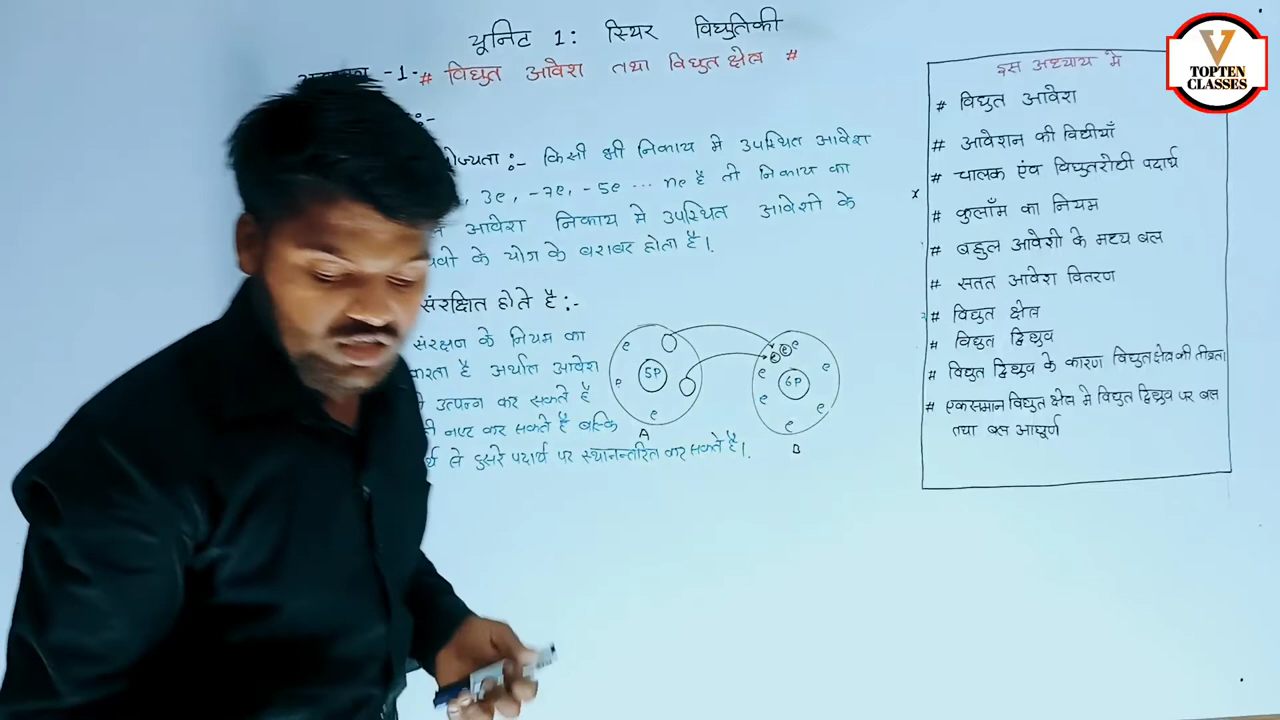 यूनिट 1: स्थिर विद्युतिकी
-1- # विद्युत आवेश तथा विद्युत क्षेत्र #
:-
योज्यता :- किसी भी निकाय मे उपस्थित आवेश
, 3e, -7e, -5e ... ne है तो निकाय का
आवेश निकाय मे उपस्थित आवेशो के
के योग के बराबर होता है।
संरक्षित होते है :-
संरक्षण के नियम का
करता है अर्थात आवेश
उत्पन्न कर सकते है
नष्ट कर सकते है बल्कि
से दुसरे पदार्थ पर स्थानन्तरित कर सकते है।
e e e 5P A
e e e e e e e 6P B
इस अध्याय मे
# विद्युत आवेश
# आवेशन की विधीयाँ
# चालक एंव विद्युतरोधी पदार्थ
# कुलाँम का नियम
# बहुल आवेशो के मध्य बल
# सतत आवेश वितरण
# विद्युत क्षेत्र
# विद्युत द्विध्रुव
# विद्युत द्विध्रुव के कारण विद्युत क्षेत्र की तीव्रता
# एकसमान विद्युत क्षेत्र मे विद्युत द्विध्रुव पर बल
तथा बल आघूर्ण
V
TOPTEN
CLASSES